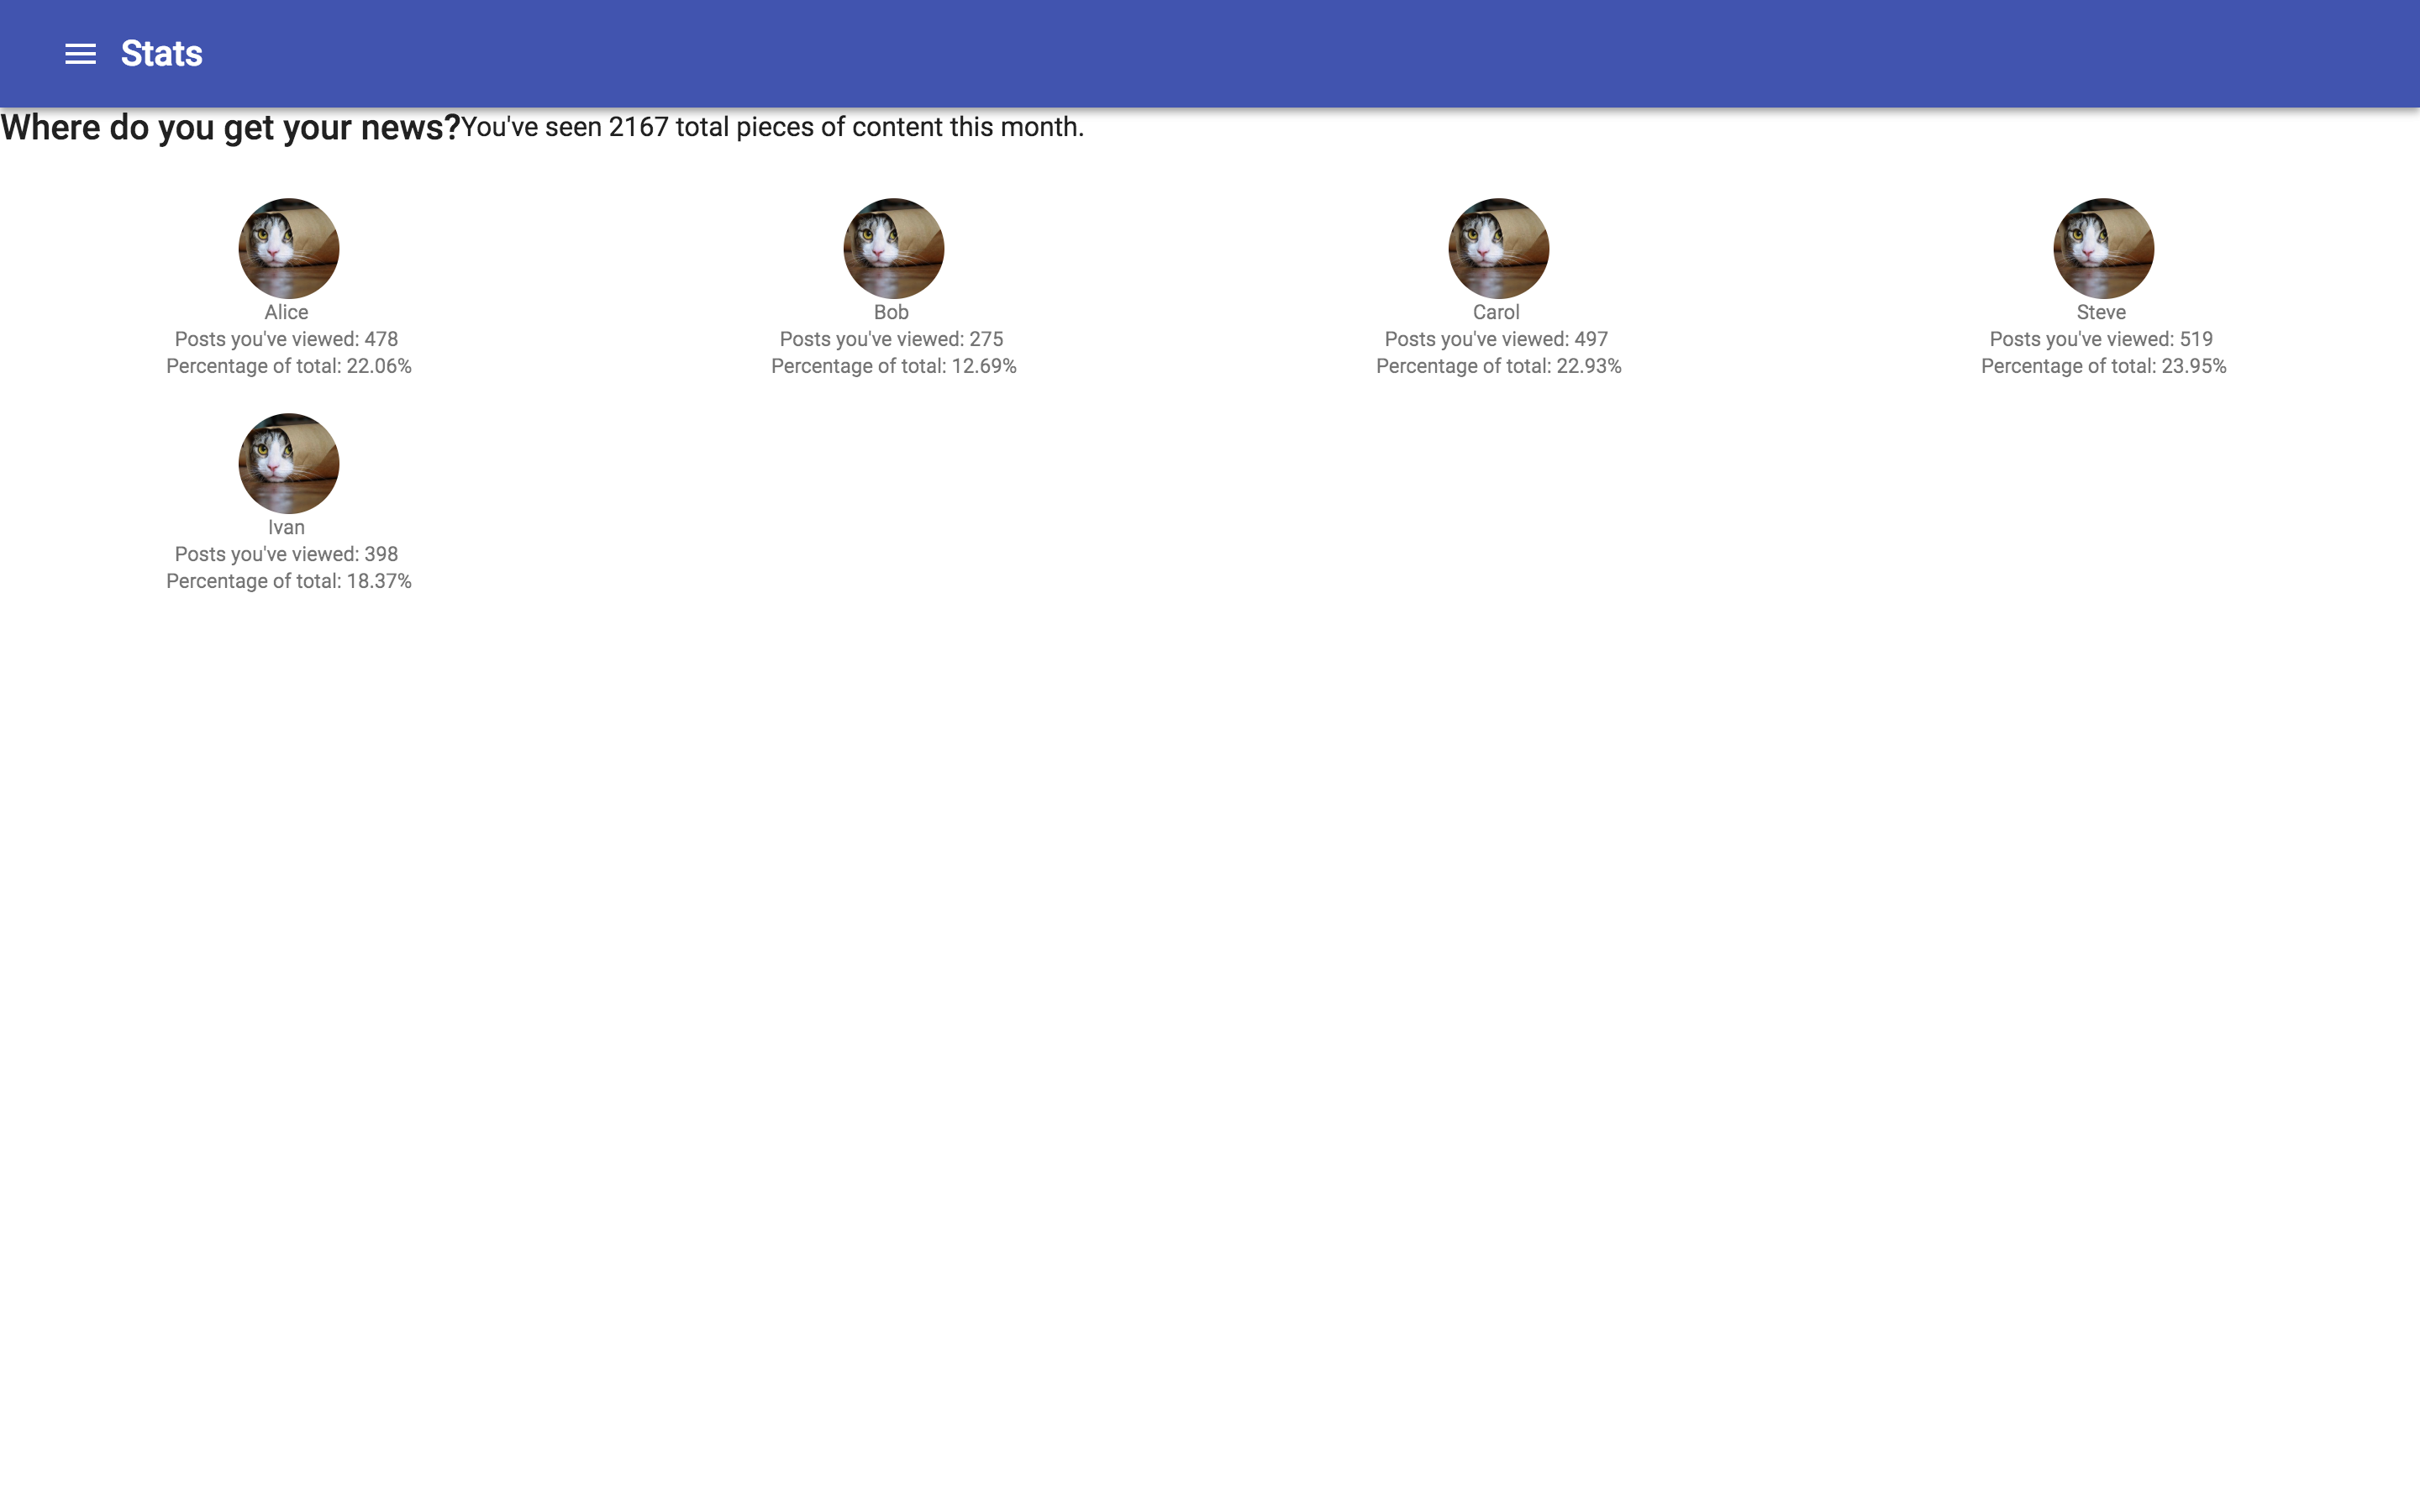 Stats
Where do you get your news?You've seen 2167 total pieces of content this month.
Alice
Posts you've viewed: 478
Percentage of total: 22.06%
Bob
Posts you've viewed: 275
Percentage of total: 12.69%
Carol
Posts you've viewed: 497
Percentage of total: 22.93%
Steve
Posts you've viewed: 519
Percentage of total: 23.95%
Ivan
Posts you've viewed: 398
Percentage of total: 18.37%